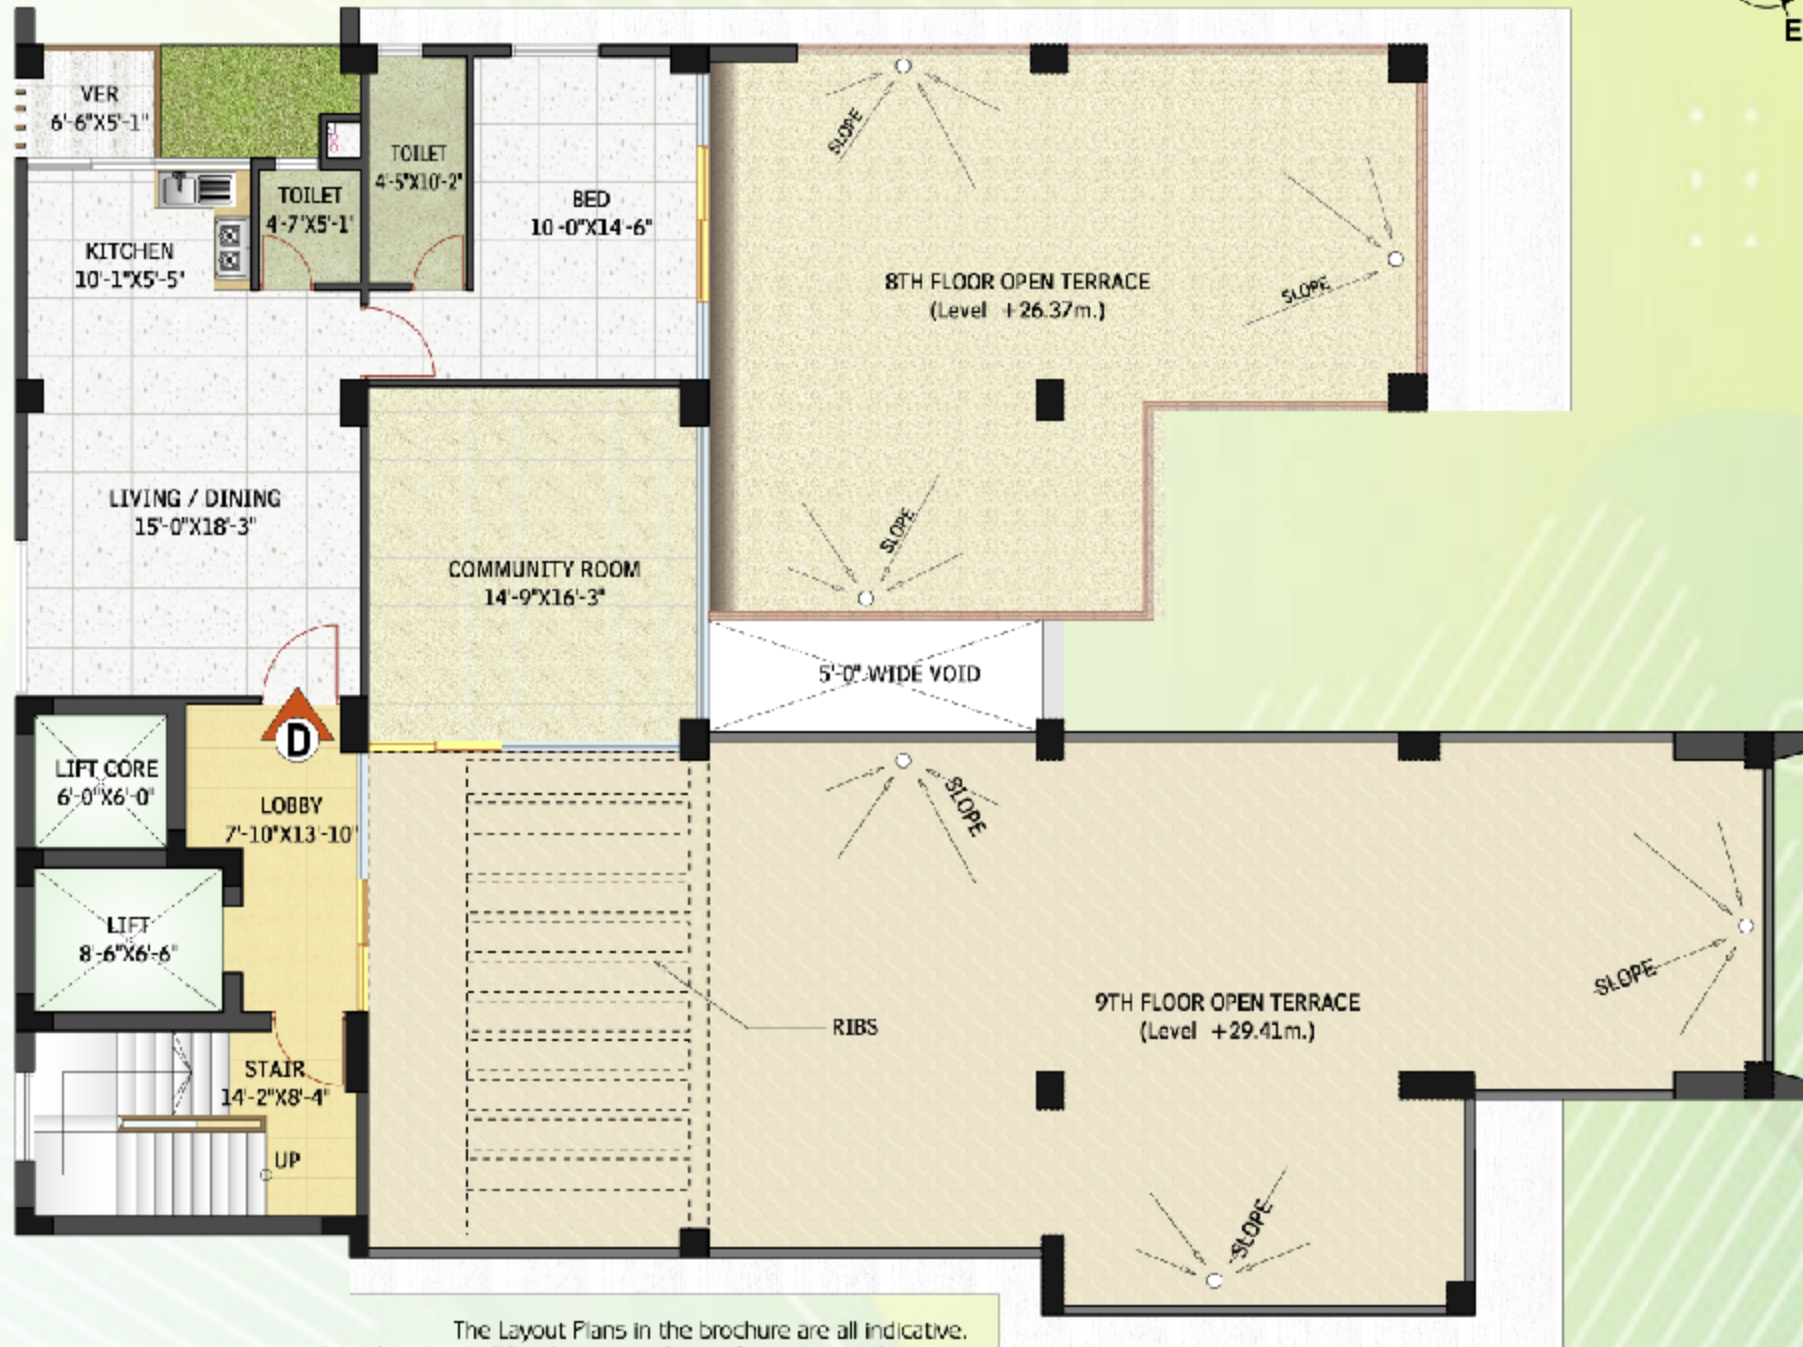 E
VER
6'-6"X5'-1"
TOILET
4'-5"X10'-2"
TOILET
4'-7"X5'-1"
BED
10'-0"X14'-6"
KITCHEN
10'-1"X5'-5"
SLOPE
SLOPE
8TH FLOOR OPEN TERRACE
(Level +26.37m.)
LIVING / DINING
15'-0"X18'-3"
SLOPE
COMMUNITY ROOM
14'-9"X16'-3"
5'-0" WIDE VOID
D
LIFT CORE
6'-0"X6'-0"
LOBBY
7'-10"X13'-10"
SLOPE
LIFT
8'-6"X6'-6"
SLOPE
9TH FLOOR OPEN TERRACE
(Level +29.41m.)
RIBS
STAIR
14'-2"X8'-4"
UP
SLOPE
The Layout Plans in the brochure are all indicative.